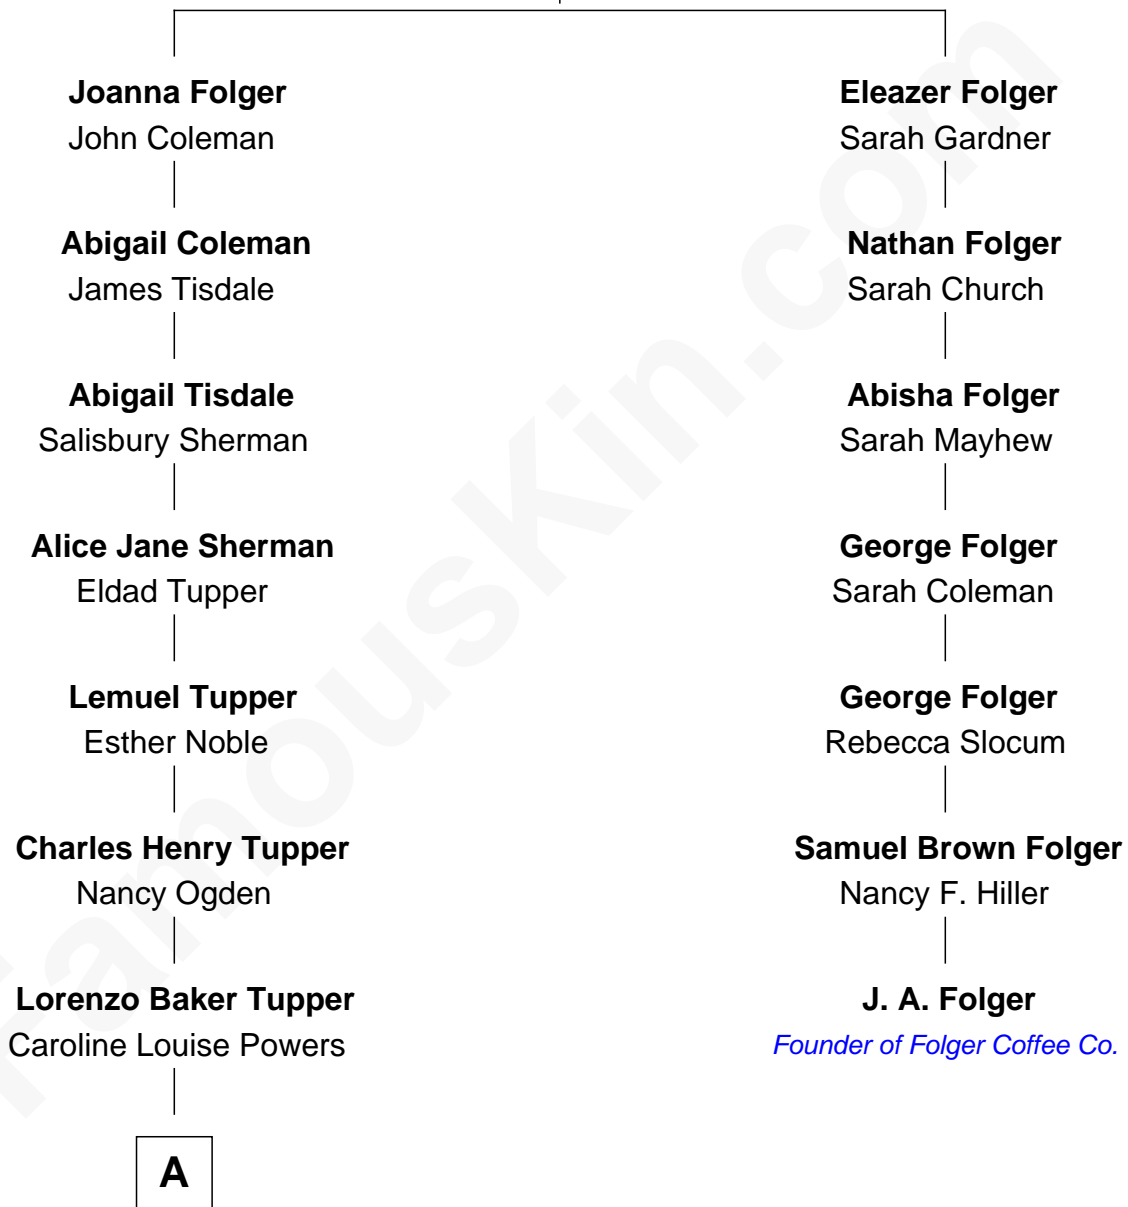 Joanna Folger
John Coleman
Eleazer Folger
Sarah Gardner
Abigail Coleman
James Tisdale
Nathan Folger
Sarah Church
Abigail Tisdale
Salisbury Sherman
Abisha Folger
Sarah Mayhew
Alice Jane Sherman
Eldad Tupper
George Folger
Sarah Coleman
Lemuel Tupper
Esther Noble
George Folger
Rebecca Slocum
Charles Henry Tupper
Nancy Ogden
Samuel Brown Folger
Nancy F. Hiller
Lorenzo Baker Tupper
Caroline Louise Powers
J. A. Folger
Founder of Folger Coffee Co.
A
FamousKin.com